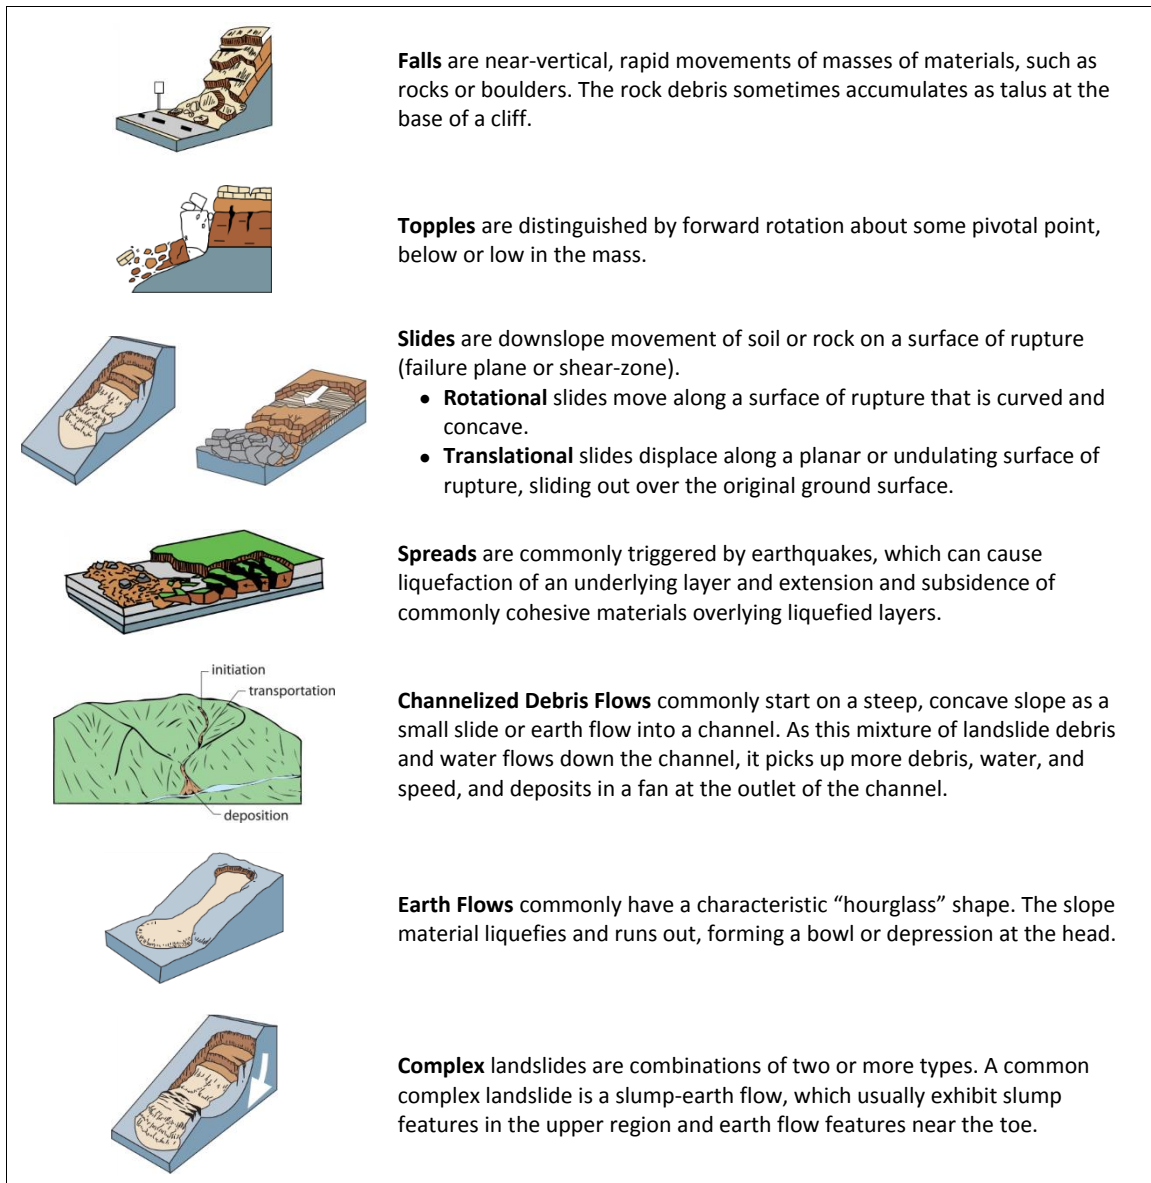 Falls are near-vertical, rapid movements of masses of materials, such as
rocks or boulders. The rock debris sometimes accumulates as talus at the
base of a cliff.
Topples are distinguished by forward rotation about some pivotal point,
below or low in the mass.
Slides are downslope movement of soil or rock on a surface of rupture
(failure plane or shear-zone).
• Rotational slides move along a surface of rupture that is curved and
concave.
• Translational slides displace along a planar or undulating surface of
rupture, sliding out over the original ground surface.
Spreads are commonly triggered by earthquakes, which can cause
liquefaction of an underlying layer and extension and subsidence of
commonly cohesive materials overlying liquefied layers.
initiation
transportation
deposition
Channelized Debris Flows commonly start on a steep, concave slope as a
small slide or earth flow into a channel. As this mixture of landslide debris
and water flows down the channel, it picks up more debris, water, and
speed, and deposits in a fan at the outlet of the channel.
Earth Flows commonly have a characteristic “hourglass” shape. The slope
material liquefies and runs out, forming a bowl or depression at the head.
Complex landslides are combinations of two or more types. A common
complex landslide is a slump-earth flow, which usually exhibit slump
features in the upper region and earth flow features near the toe.